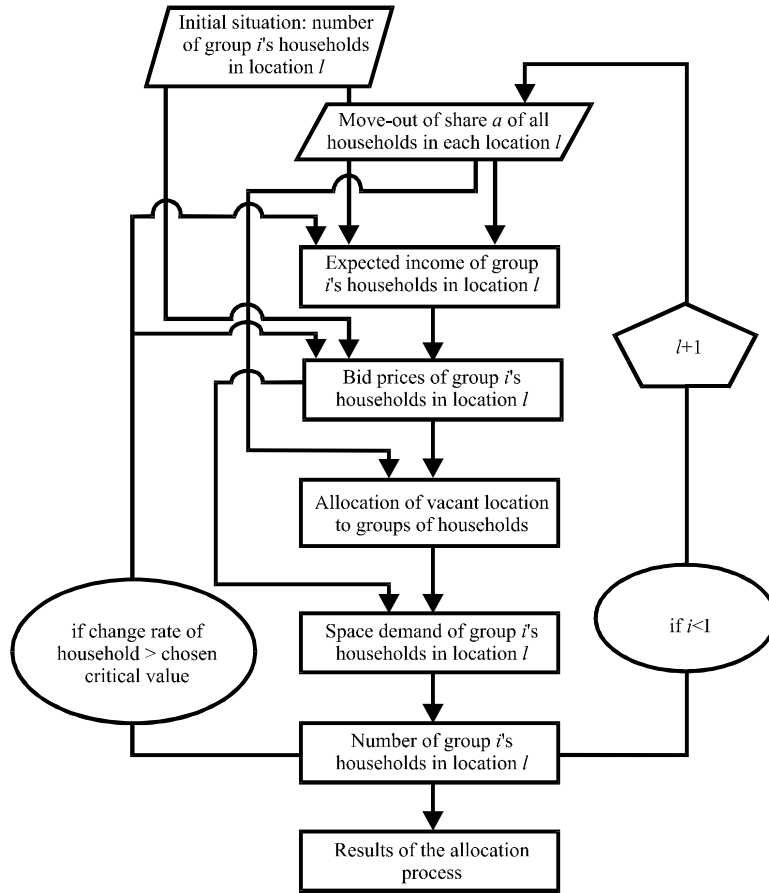 Initial situation: number
of group i's households
in location l
Move-out of share a of all
households in each location l
Expected income of group
i's households in location l
l+1
Bid prices of group i's
households in location l
Allocation of vacant location
to groups of households
if change rate of
household > chosen
critical value
Space demand of group i's
households in location l
if i<I
Number of group i's
households in location l
Results of the allocation
process